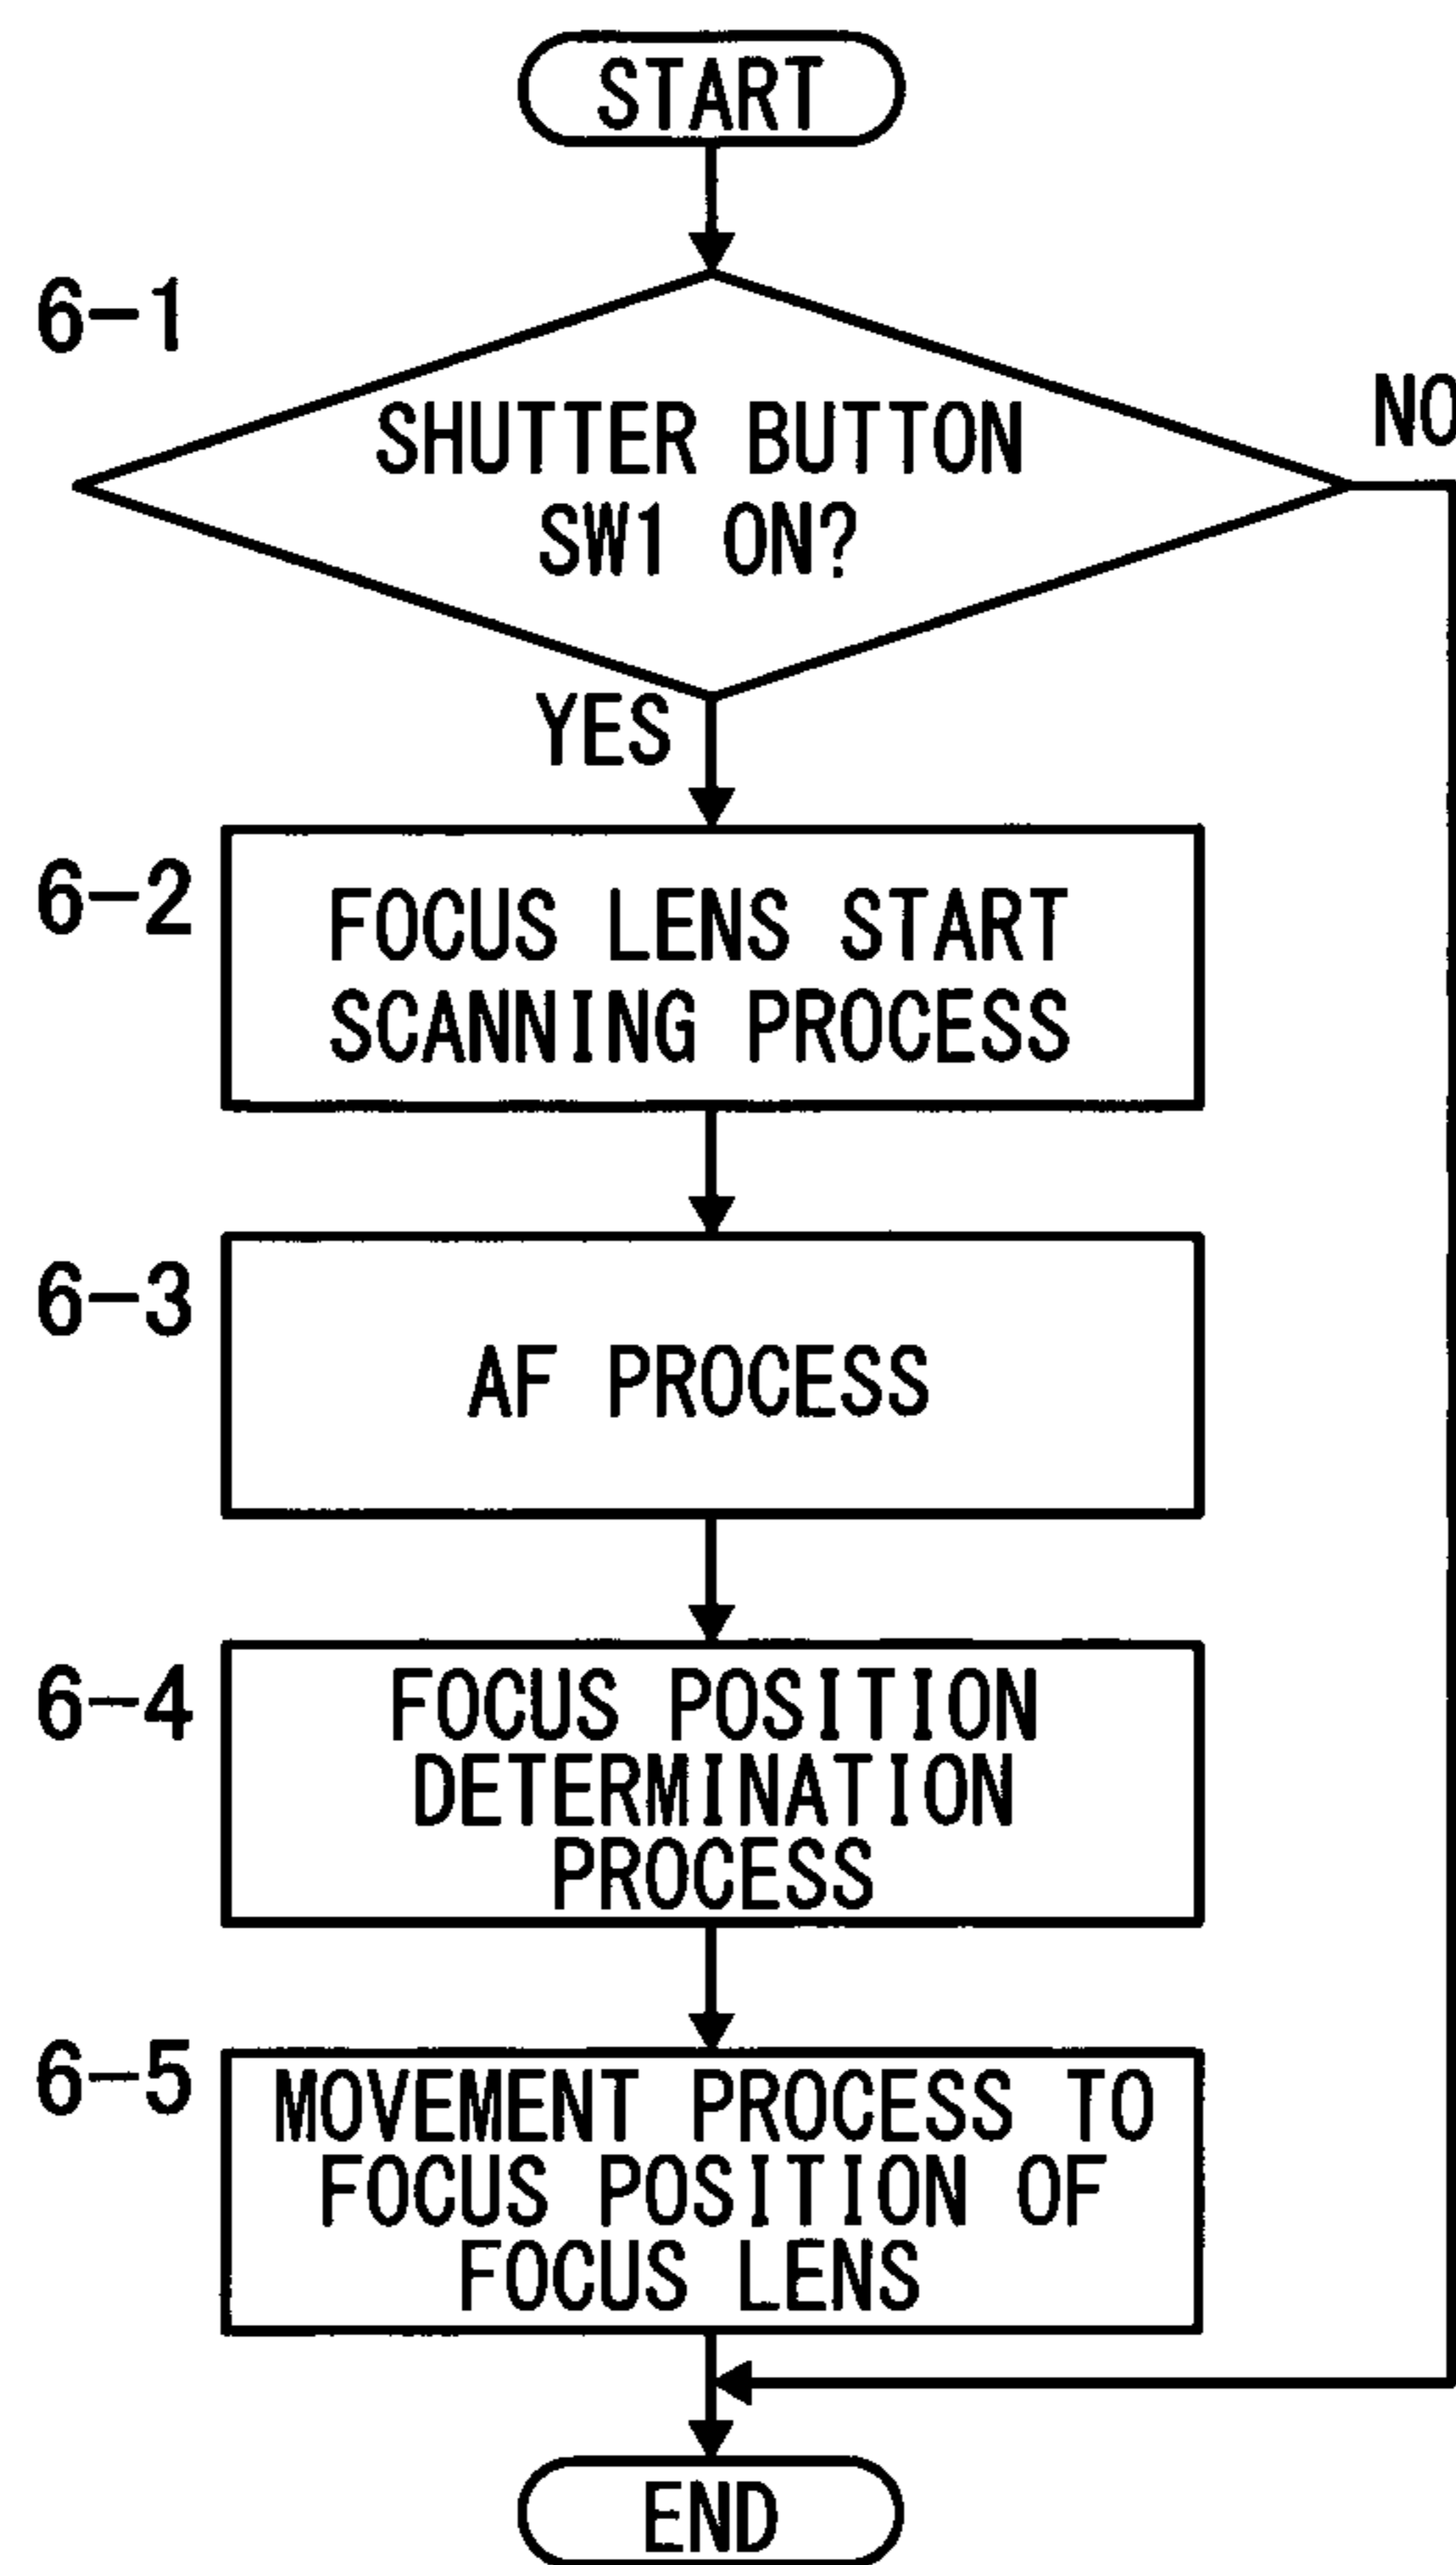 START
6-1
SHUTTER BUTTON
SW1 ON?
NO
YES
6-2
FOCUS LENS START
SCANNING PROCESS
6-3
AF PROCESS
6-4
FOCUS POSITION
DETERMINATION
PROCESS
6-5
MOVEMENT PROCESS TO
FOCUS POSITION OF
FOCUS LENS
END